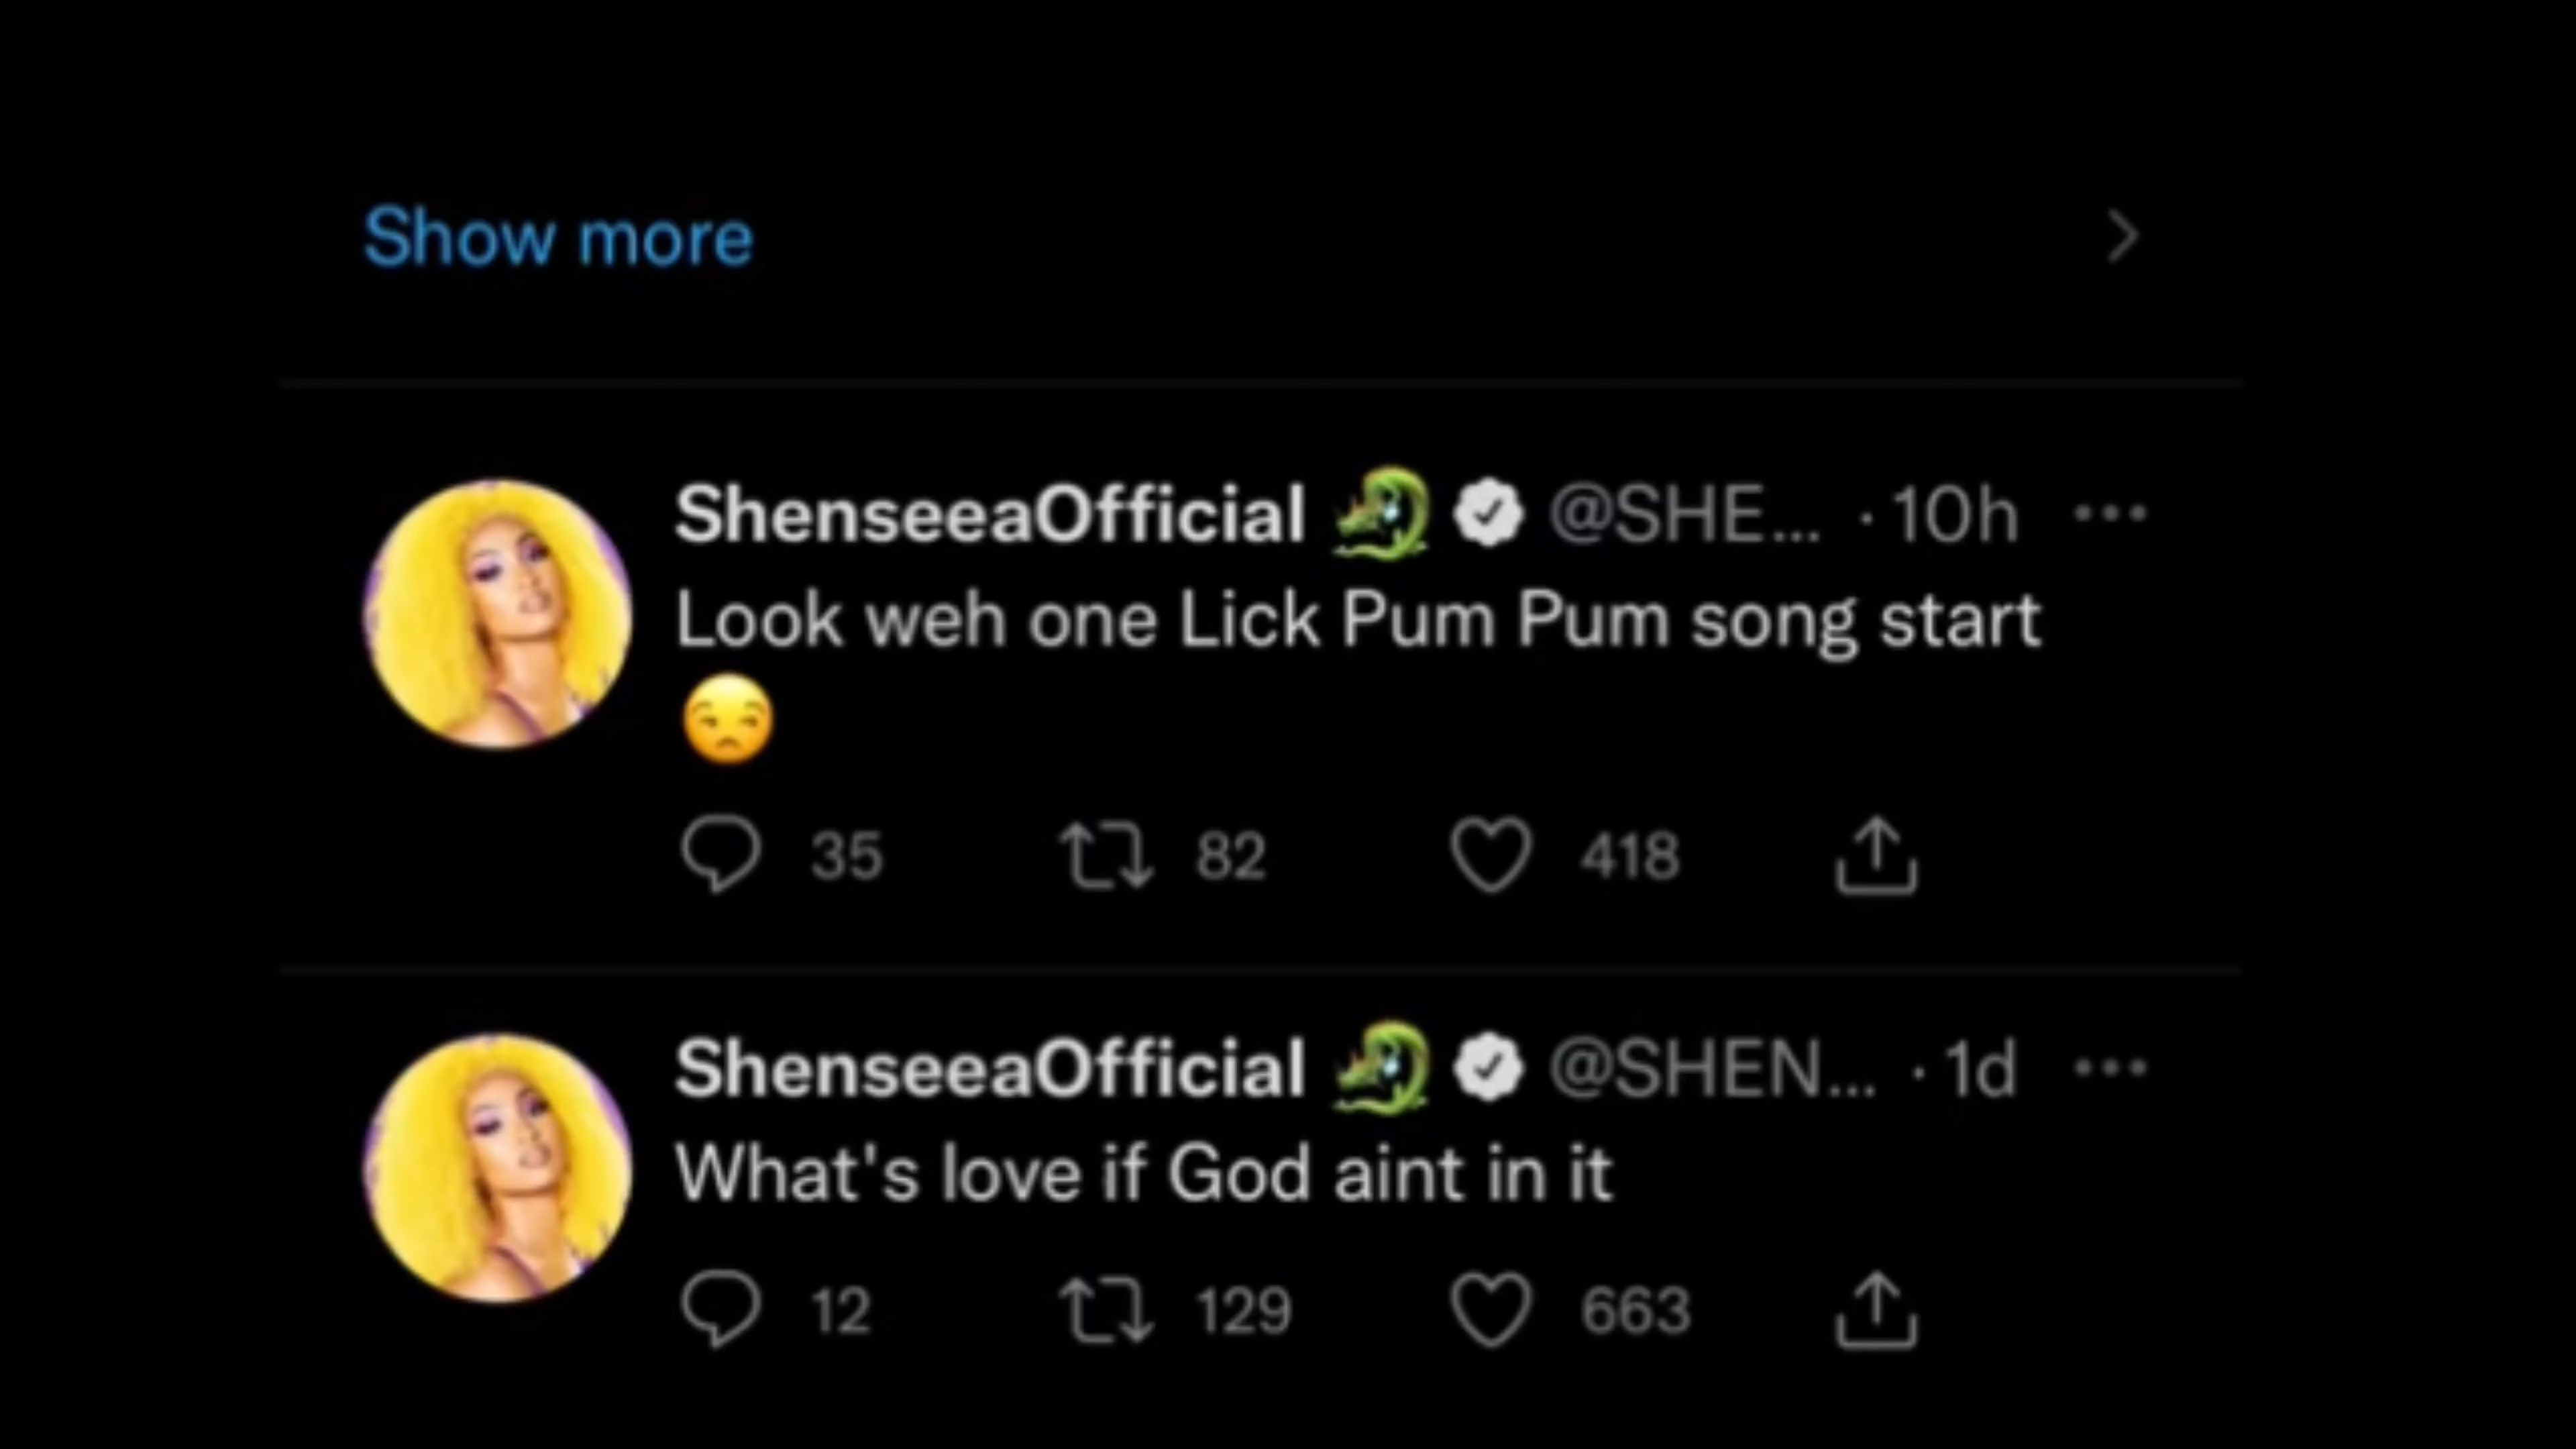 Show more
ShenseeaOfficial 🐉 @SHE... · 10h
Look weh one Lick Pum Pum song start
😒
35 82 418
ShenseeaOfficial 🐉 @SHEN... · 1d
What's love if God aint in it
12 129 663